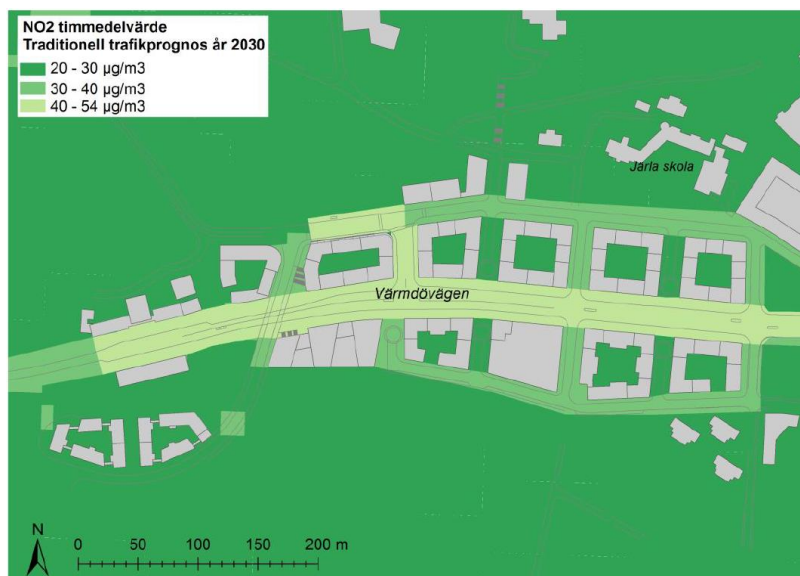 NO2 timmedelvärde
Traditionell trafikprognos år 2030
20 - 30 µg/m3
30 - 40 µg/m3
40 - 54 µg/m3
Järla skola
Värmdövägen
N
0 50 100 150 200 m